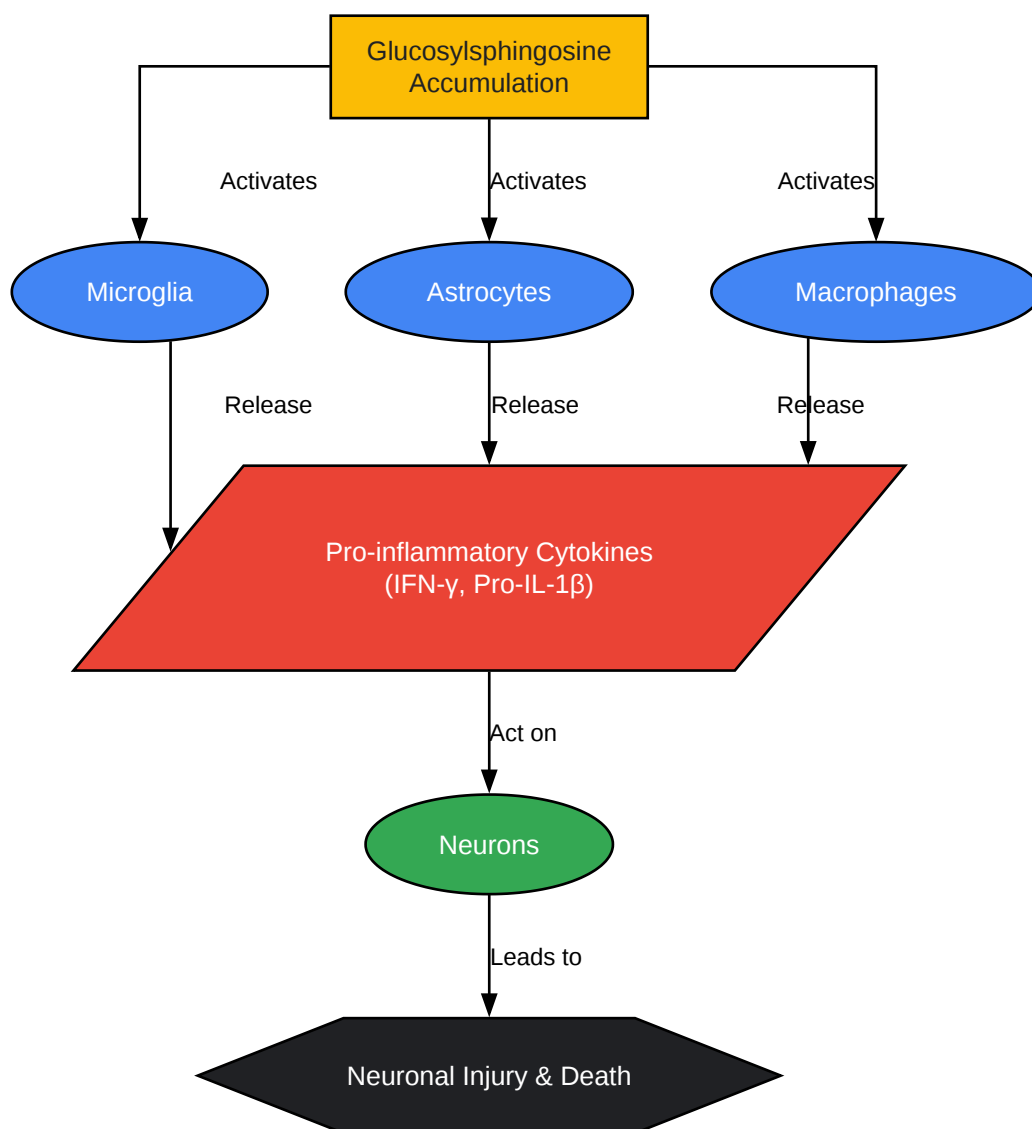 Glucosylsphingosine
Accumulation
Activates
Activates
Activates
Microglia
Astrocytes
Macrophages
Release
Release
Release
Pro-inflammatory Cytokines
(IFN-γ, Pro-IL-1β)
Act on
Neurons
Leads to
Neuronal Injury & Death